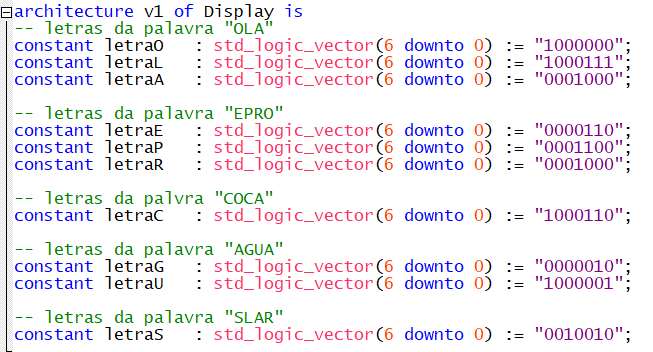 architecture v1 of Display is
-- letras da palavra "OLA"
constant letraO : std_logic_vector(6 downto 0) := "1000000";
constant letraL : std_logic_vector(6 downto 0) := "1000111";
constant letraA : std_logic_vector(6 downto 0) := "0001000";
-- letras da palavra "EPRO"
constant letraE : std_logic_vector(6 downto 0) := "0000110";
constant letraP : std_logic_vector(6 downto 0) := "0001100";
constant letraR : std_logic_vector(6 downto 0) := "0001000";
-- letras da palvra "COCA"
constant letraC : std_logic_vector(6 downto 0) := "1000110";
-- letras da palavra "AGUA"
constant letraG : std_logic_vector(6 downto 0) := "0000010";
constant letraU : std_logic_vector(6 downto 0) := "1000001";
-- letras da palavra "SLAR"
constant letraS : std_logic_vector(6 downto 0) := "0010010";